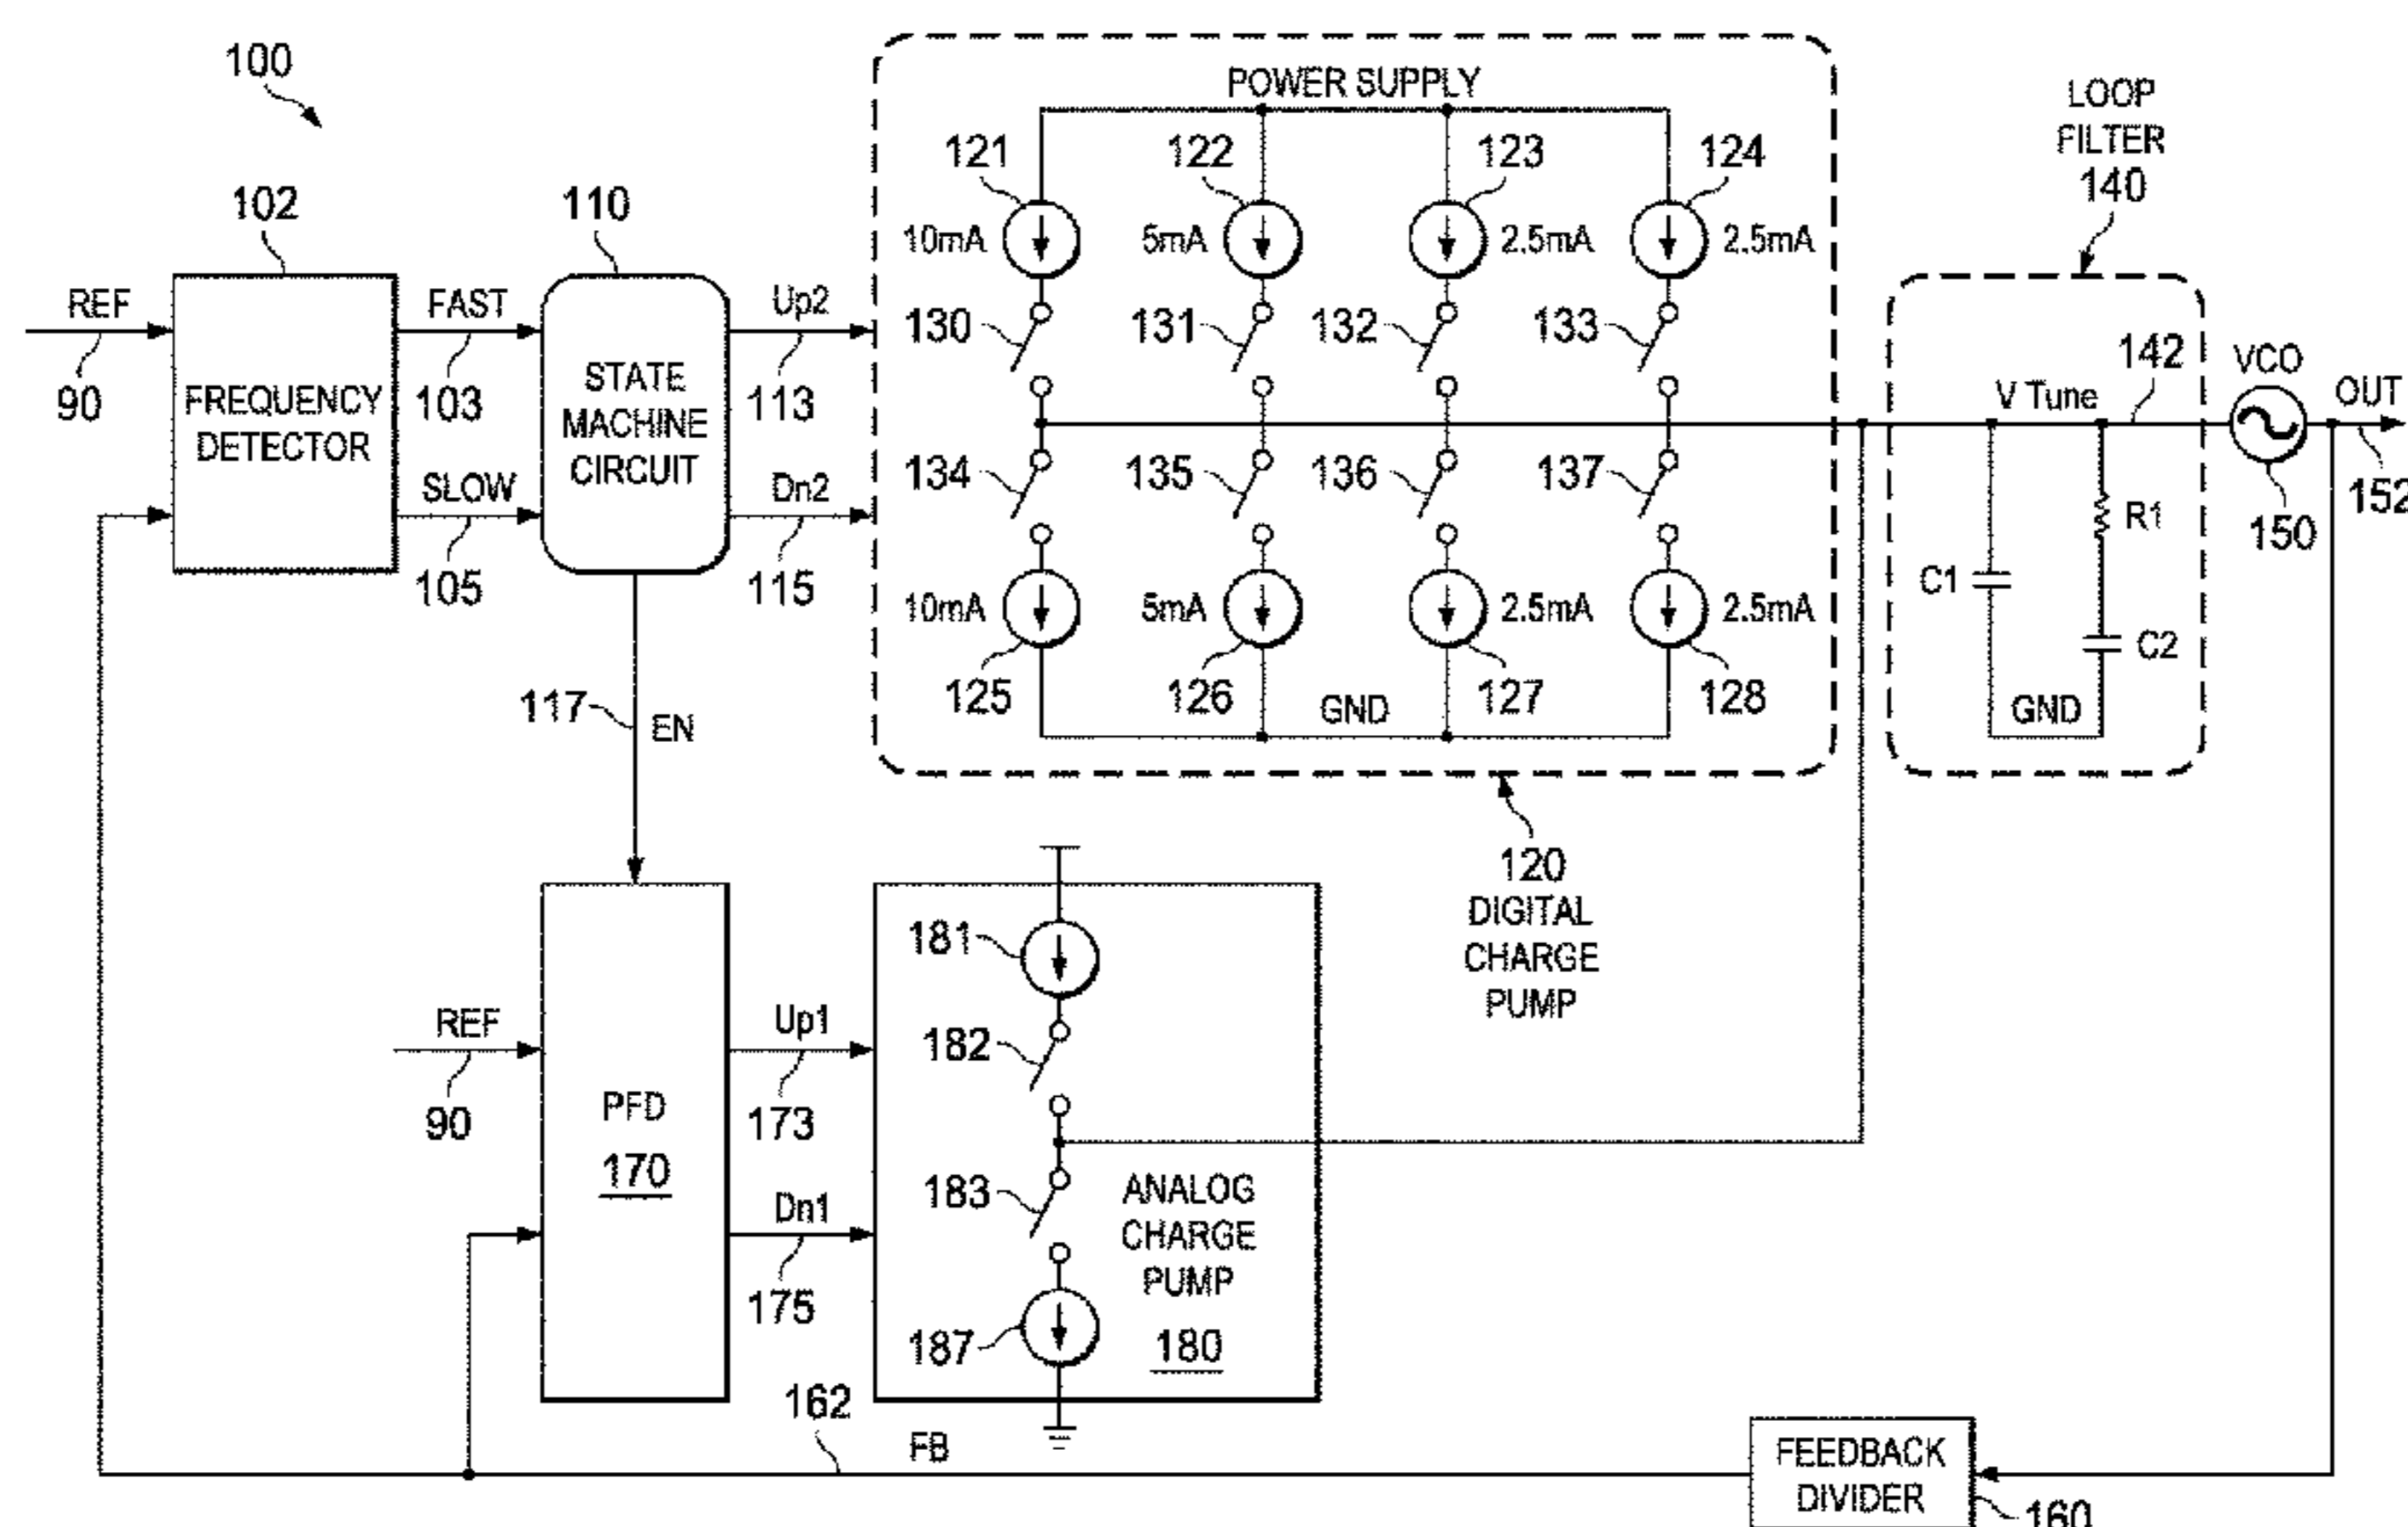 100
POWER SUPPLY
LOOP
FILTER
140
121
122
123
124
102
110
10mA
5mA
2.5mA
2.5mA
REF
FAST
Up2
130
131
132
133
90
103
113
FREQUENCY
DETECTOR
STATE
MACHINE
CIRCUIT
V Tune
142
VCO
OUT
SLOW
Dn2
134
135
136
137
152
105
115
R1
150
10mA
5mA
2.5mA
2.5mA
C1
C2
125
126
127
128
GND
GND
117
EN
120
DIGITAL
CHARGE
PUMP
181
REF
Up1
182
90
173
PFD
170
183
ANALOG
CHARGE
PUMP
Dn1
175
187
180
162
FB
FEEDBACK
DIVIDER
160